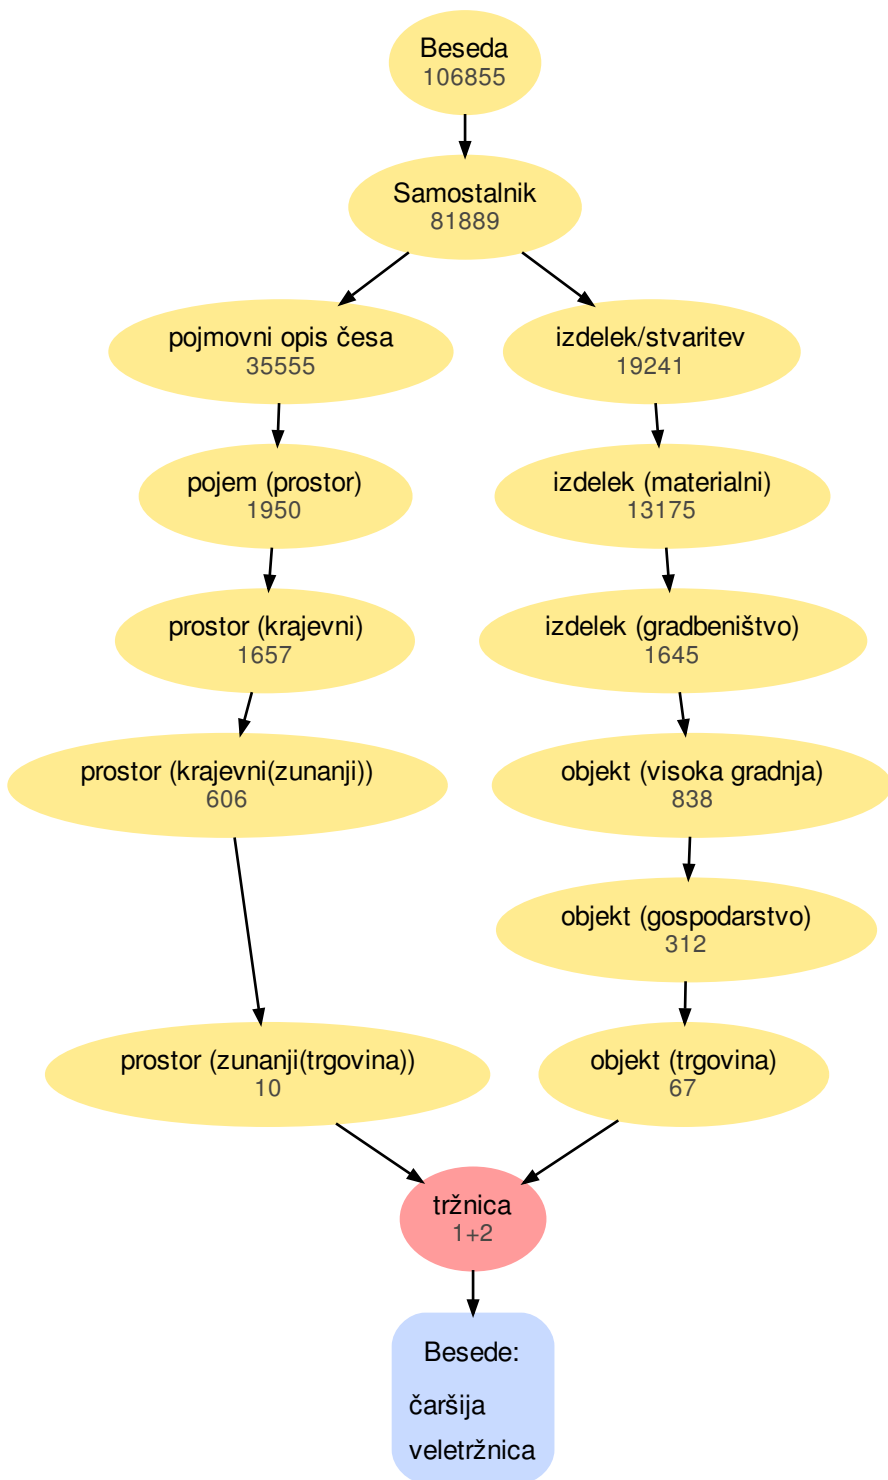 Beseda
106855
Samostalnik
81889
pojmovni opis česa
35555
izdelek/stvaritev
19241
pojem (prostor)
1950
izdelek (materialni)
13175
prostor (krajevni)
1657
izdelek (gradbeništvo)
1645
prostor (krajevni(zunanji))
606
objekt (visoka gradnja)
838
objekt (gospodarstvo)
312
prostor (zunanji(trgovina))
10
objekt (trgovina)
67
tržnica
1+2
Besede:
čaršija
veletržnica